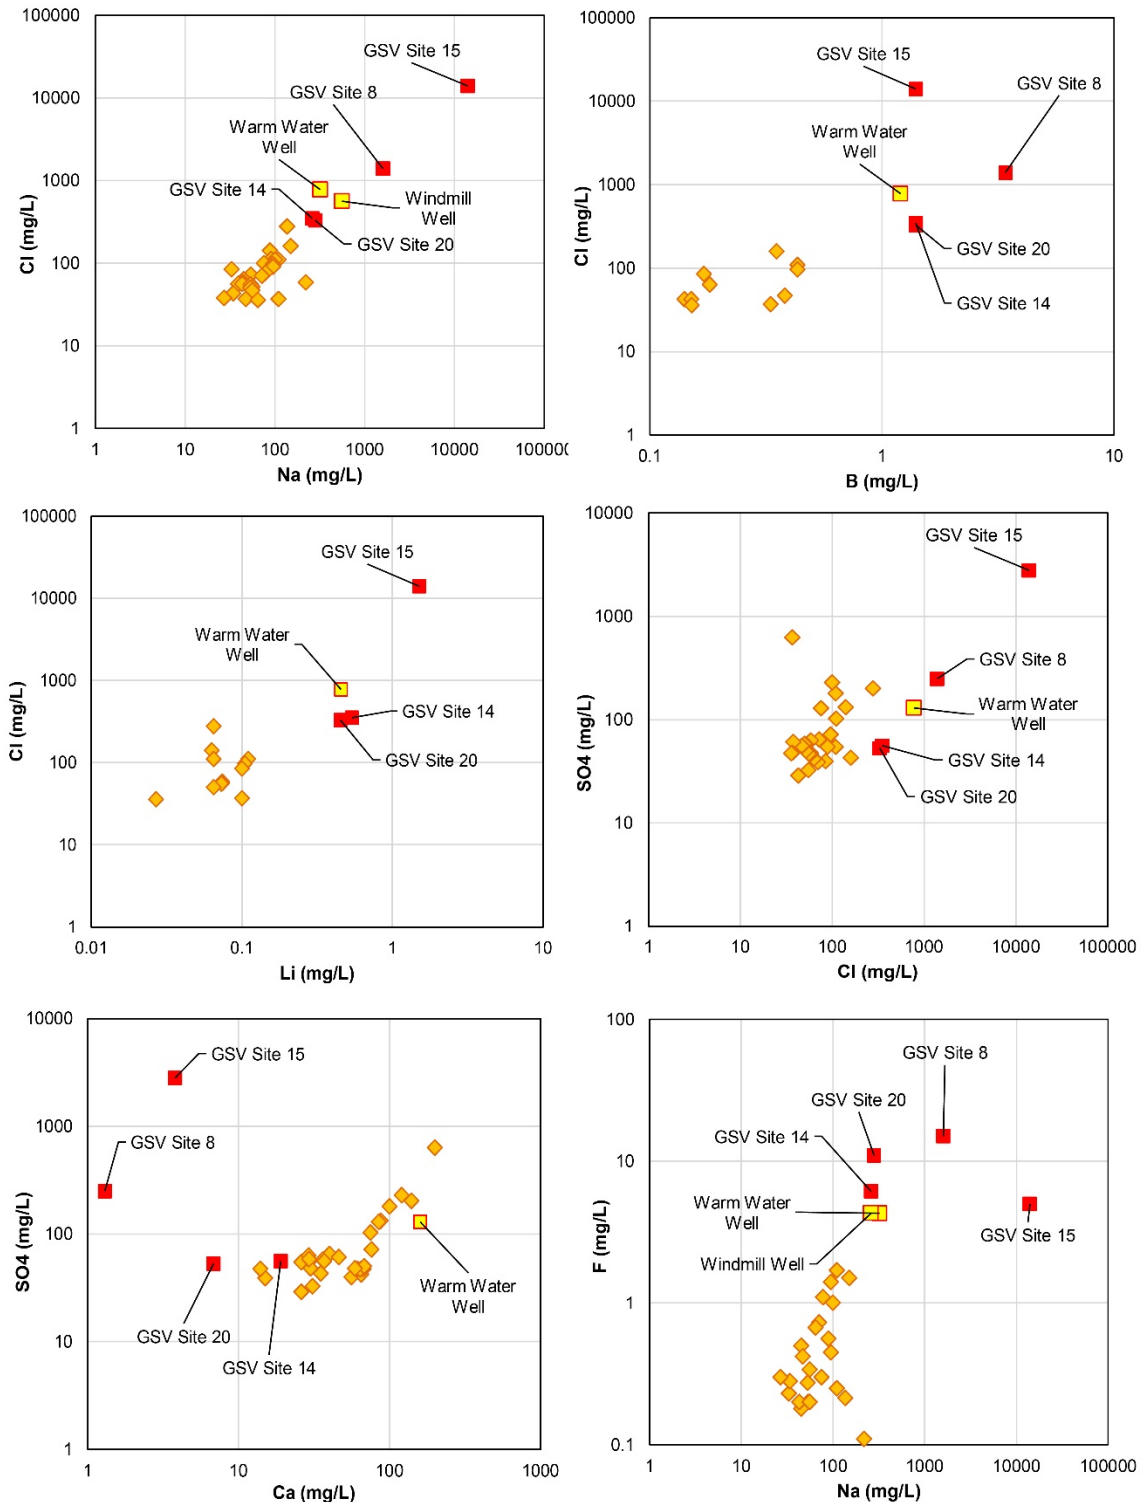 100000
10000
1000
100
10
1
Cl (mg/L)
GSV Site 15
GSV Site 8
Warm Water
Well
GSV Site 14
Windmill
Well
GSV Site 20
1
10
100
1000
10000
100000
Na (mg/L)
100000
10000
1000
100
10
1
Cl (mg/L)
GSV Site 15
GSV Site 8
Warm Water
Well
GSV Site 20
GSV Site 14
0.1
1
10
B (mg/L)
100000
10000
1000
100
10
1
Cl (mg/L)
GSV Site 15
Warm Water
Well
GSV Site 14
GSV Site 20
0.01
0.1
1
10
Li (mg/L)
10000
1000
100
10
1
SO4 (mg/L)
GSV Site 15
GSV Site 8
Warm Water
Well
GSV Site 14
GSV Site 20
1
10
100
1000
10000
100000
Cl (mg/L)
10000
1000
100
10
1
SO4 (mg/L)
GSV Site 15
GSV Site 8
GSV Site 20
GSV Site 14
Warm Water
Well
1
10
100
1000
Ca (mg/L)
100
10
1
0.1
F (mg/L)
GSV Site 8
GSV Site 20
GSV Site 14
Warm Water
Well
Windmill Well
GSV Site 15
1
10
100
1000
10000
100000
Na (mg/L)